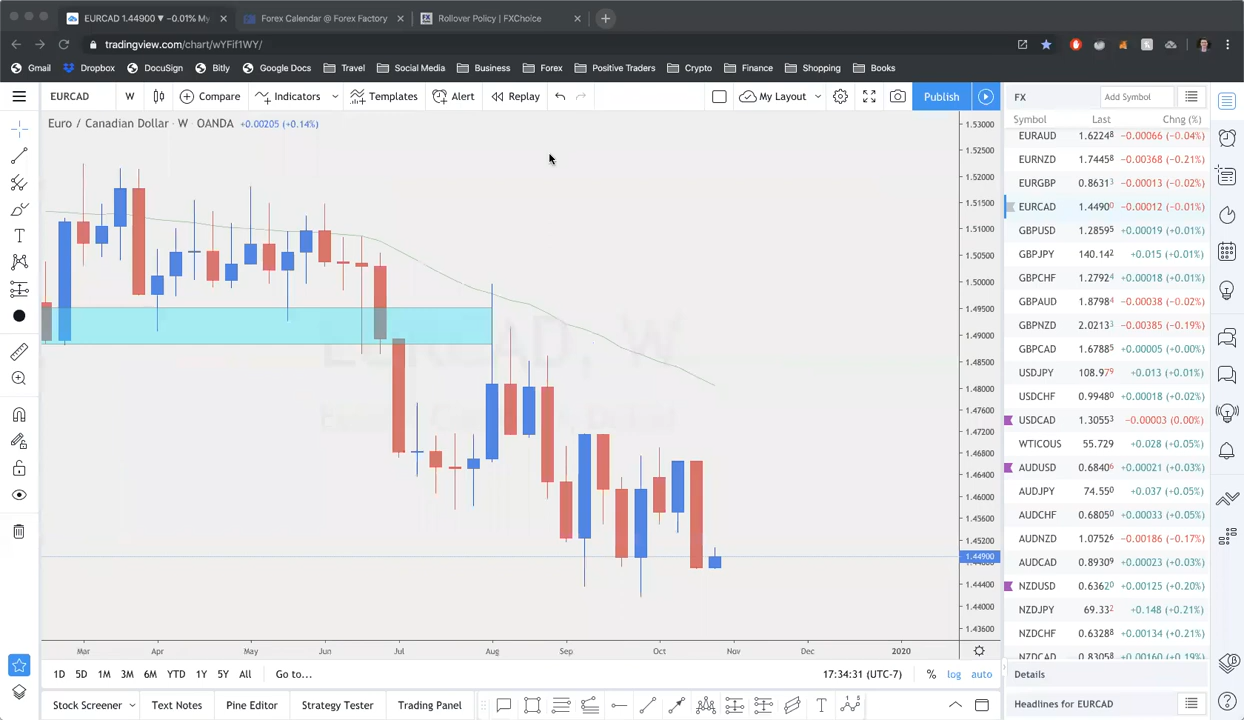 EURCAD 1.44900 ▼ −0.01% My
Forex Calendar @ Forex Factory
Rollover Policy | FXChoice
tradingview.com/chart/wYFif1WY/
Gmail Dropbox DocuSign Bitly Google Docs Travel Social Media Business Forex Positive Traders Crypto Finance Shopping Books
EURCAD W Compare Indicators Templates Alert Replay My Layout Publish
FX Add Symbol
Euro / Canadian Dollar · W · OANDA +0.00205 (+0.14%)
Symbol Last Chng (%)
EURAUD 1.62248 −0.00066 (−0.04%)
EURNZD 1.74458 −0.00368 (−0.21%)
EURGBP 0.86313 −0.00013 (−0.02%)
EURCAD 1.44900 −0.00012 (−0.01%)
GBPUSD 1.28595 +0.00019 (+0.01%)
GBPJPY 140.142 +0.015 (+0.01%)
GBPCHF 1.27924 +0.00018 (+0.01%)
GBPAUD 1.87984 −0.00038 (−0.02%)
GBPNZD 2.02133 −0.00385 (−0.19%)
GBPCAD 1.67885 +0.00005 (+0.00%)
USDJPY 108.979 +0.013 (+0.01%)
USDCHF 0.99480 +0.00018 (+0.02%)
USDCAD 1.30553 −0.00003 (0.00%)
WTICOUS 55.729 +0.028 (+0.05%)
AUDUSD 0.68406 +0.00021 (+0.03%)
AUDJPY 74.550 +0.037 (+0.05%)
AUDCHF 0.68050 +0.00033 (+0.05%)
AUDNZD 1.07526 −0.00186 (−0.17%)
AUDCAD 0.89309 +0.00023 (+0.03%)
NZDUSD 0.63620 +0.00125 (+0.20%)
NZDJPY 69.332 +0.148 (+0.21%)
NZDCHF 0.63288 +0.00134 (+0.21%)
NZDCAD 0.83058 +0.00160 (+0.19%)
Details
Headlines for EURCAD
1.53000
1.52500
1.52000
1.51500
1.51000
1.50500
1.50000
1.49500
1.49000
1.48500
1.48000
1.47600
1.47200
1.46800
1.46400
1.46000
1.45600
1.45200
1.44900
1.44400
1.44000
1.43600
EURCAD, W
Mar Apr May Jun Jul Aug Sep Oct Nov Dec 2020
1D 5D 1M 3M 6M YTD 1Y 5Y All Go to... 17:34:31 (UTC-7) % log auto
Stock Screener Text Notes Pine Editor Strategy Tester Trading Panel